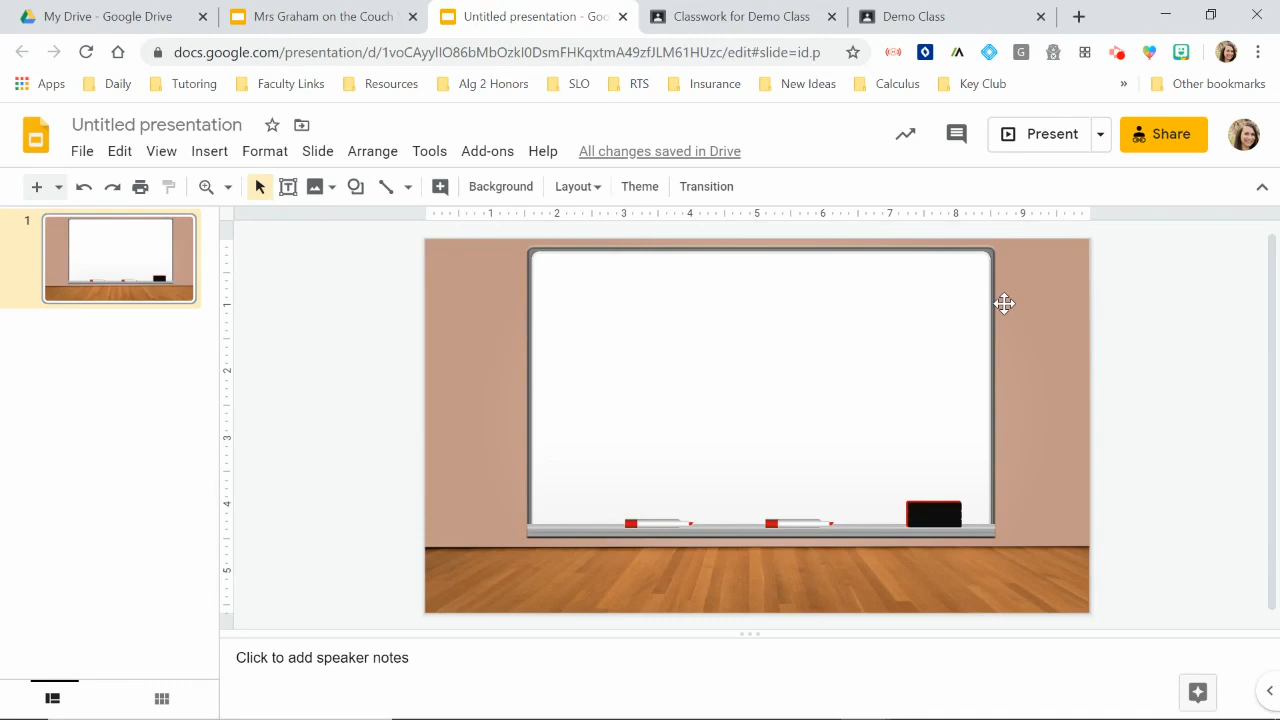 My Drive - Google Drive
Mrs Graham on the Couch
Untitled presentation - Goo
Classwork for Demo Class
Demo Class
docs.google.com/presentation/d/1voCAyylIO86bMbOzk0DsmFHKqxtmA49zfJLM61HUzvc/edit#slide=id.p
Apps
Daily
Tutoring
Faculty Links
Resources
Alg 2 Honors
SLO
RTS
Insurance
New Ideas
Calculus
Key Club
»
Other bookmarks
Untitled presentation
Present
Share
File Edit View Insert Format Slide Arrange Tools Add-ons Help All changes saved in Drive
Background Layout Theme Transition
1 2 3 4 5 6 7 8 9
1
1
2
3
4
5
Click to add speaker notes